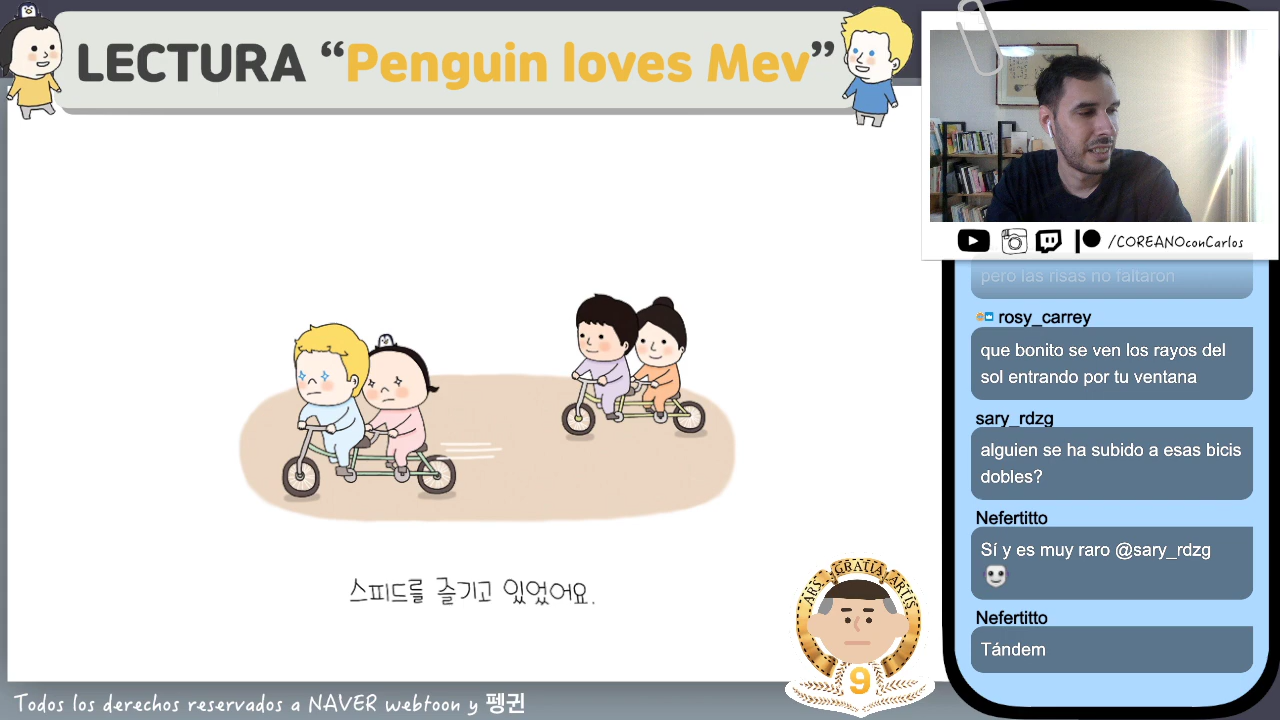 LECTURA “Penguin loves Mev”
/COREANOconCarlos
pero las risas no faltaron
rosy_carrey
que bonito se ven los rayos del
sol entrando por tu ventana
sary_rdzg
alguien se ha subido a esas bicis
dobles?
Nefertitto
Sí y es muy raro @sary_rdzg
Nefertitto
Tándem
스피드를 즐기고 있었어요.
ARS GRATIA ARTIS
9
Todos los derechos reservados a NAVER webtoon y 펭귄